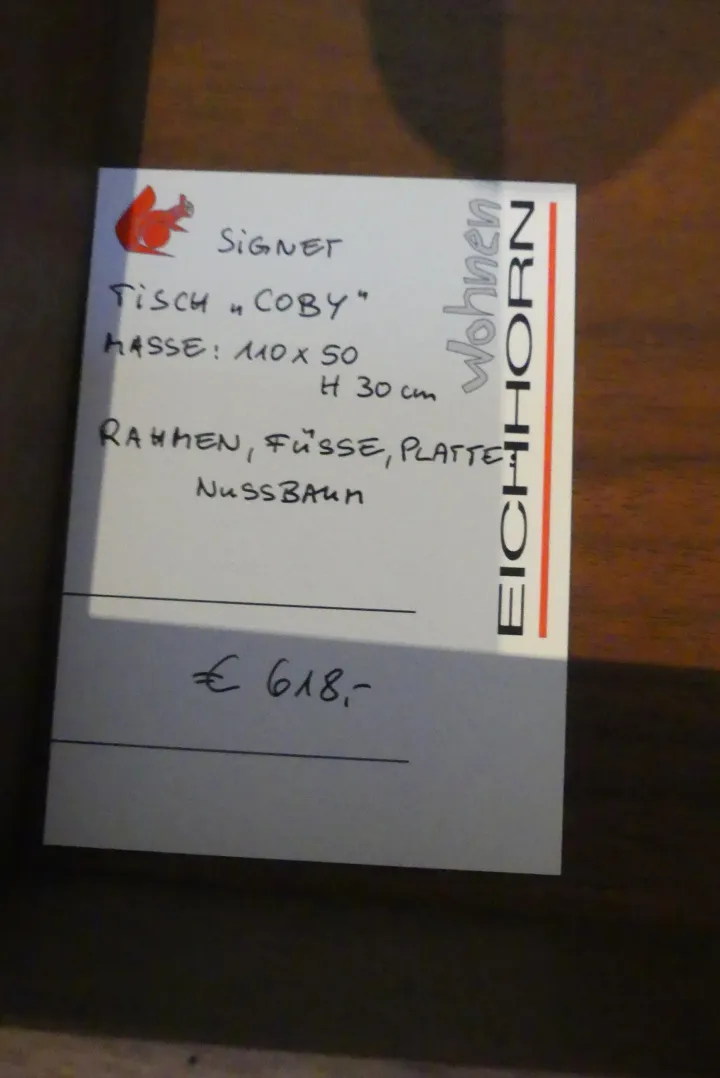 SiGNET
TiSCH „COBY"
MASSE: 110 x 50
H 30 cm
RAHMEN, FÜSSE, PLATTE:
NUSSBAUM
€ 618,-
Wohnen
EICHHORN